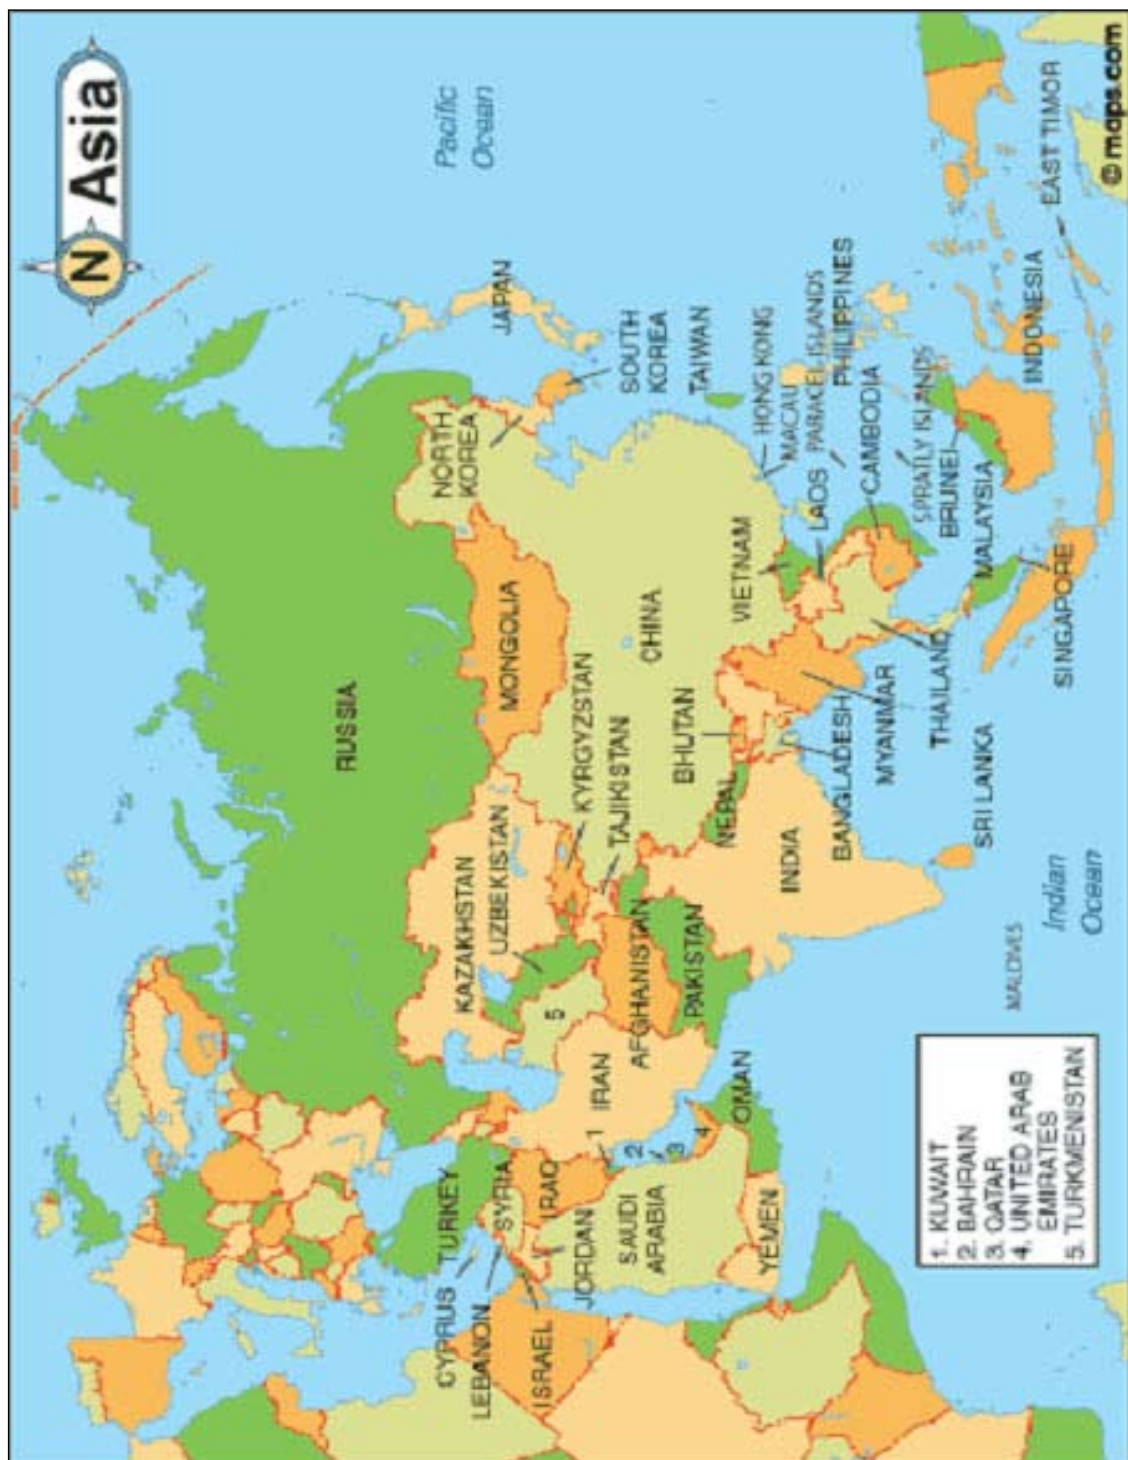 N Asia
Pacific
Ocean
RUSSIA
JAPAN
NORTH
KOREA
SOUTH
KOREA
MONGOLIA
KAZAKHSTAN
UZBEKISTAN
KYRGYZSTAN
TAJIKISTAN
CHINA
TAIWAN
HONG KONG
MACAU
PARACEL ISLANDS
PHILIPPINES
CYPRUS
TURKEY
LEBANON
SYRIA
ISRAEL
IRAQ
JORDAN
IRAN
AFGHANISTAN
PAKISTAN
SAUDI
ARABIA
1
2
3
4
5
OMAN
YEMEN
NEPAL
BHUTAN
INDIA
BANGLADESH
MYANMAR
THAILAND
VIETNAM
LAOS
CAMBODIA
SPRATLY ISLANDS
BRUNEI
MALAYSIA
SINGAPORE
INDONESIA
EAST TIMOR
SRI LANKA
MALDIVES
Indian
Ocean
1. KUWAIT
2. BAHRAIN
3. QATAR
4. UNITED ARAB
EMIRATES
5. TURKMENISTAN
© maps.com